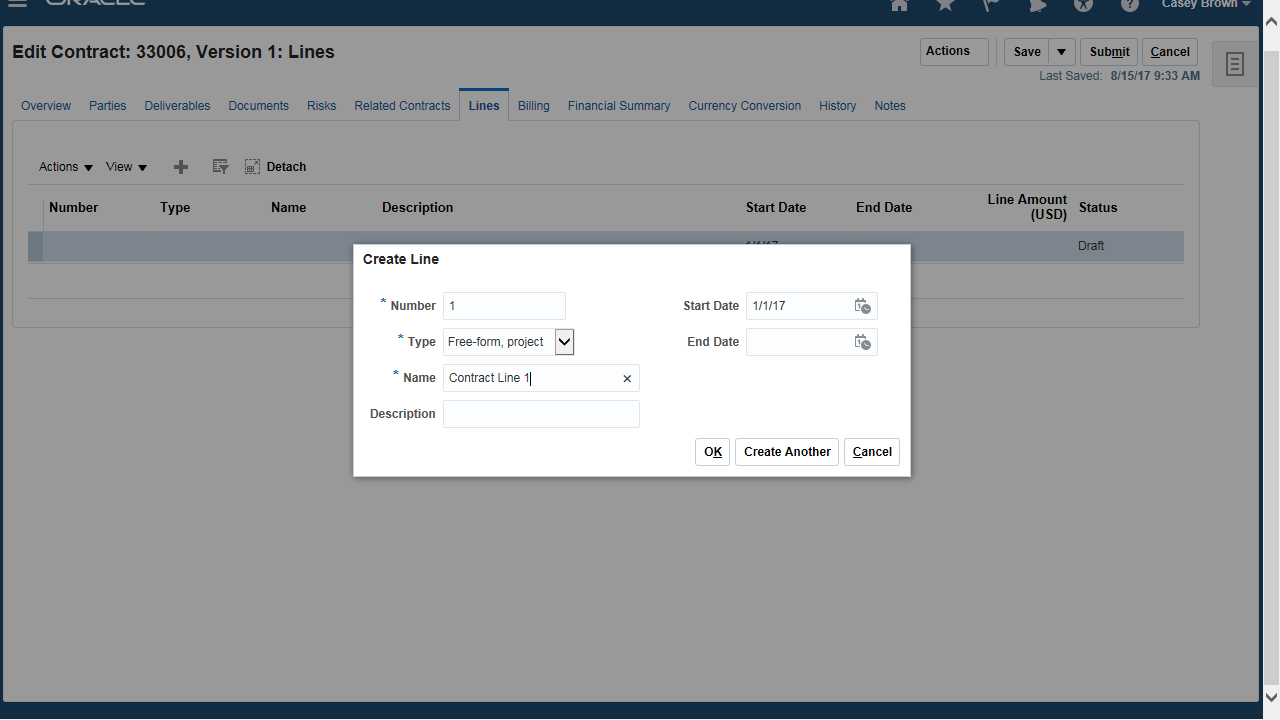 ORACLE
Casey Brown
Edit Contract: 33006, Version 1: Lines
Actions
Save
Submit
Cancel
Last Saved: 8/15/17 9:33 AM
Overview Parties Deliverables Documents Risks Related Contracts Lines Billing Financial Summary Currency Conversion History Notes
Actions View Detach
Number Type Name Description Start Date End Date Line Amount (USD) Status
1/1/17 Draft
Create Line
* Number 1
Start Date 1/1/17
* Type Free-form, project
End Date
* Name Contract Line 1
Description
OK Create Another Cancel